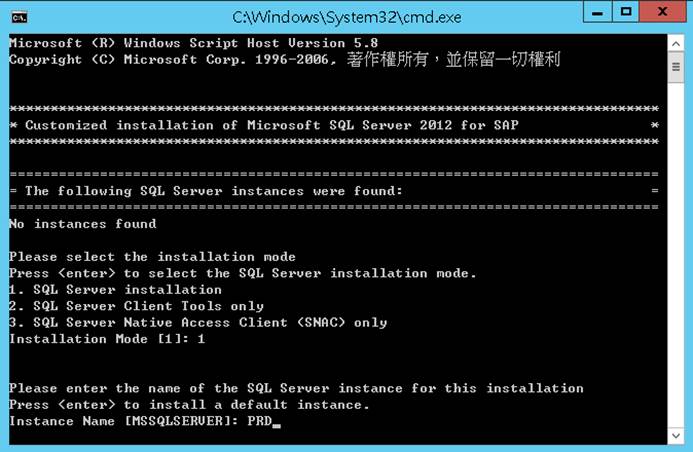 C:\Windows\System32\cmd.exe
Microsoft (R) Windows Script Host Version 5.8
Copyright (C) Microsoft Corp. 1996-2006, 著作權所有，並保留一切權利
*******************************************************************************
* Customized installation of Microsoft SQL Server 2012 for SAP                *
*******************************************************************************
===============================================================================
= The following SQL Server instances were found:                              =
===============================================================================
No instances found
Please select the installation mode
Press <enter> to select the SQL Server installation mode.
1. SQL Server installation
2. SQL Server Client Tools only
3. SQL Server Native Access Client (SNAC) only
Installation Mode [1]: 1
Please enter the name of the SQL Server instance for this installation
Press <enter> to install a default instance.
Instance Name [MSSQLSERVER]: PRD_